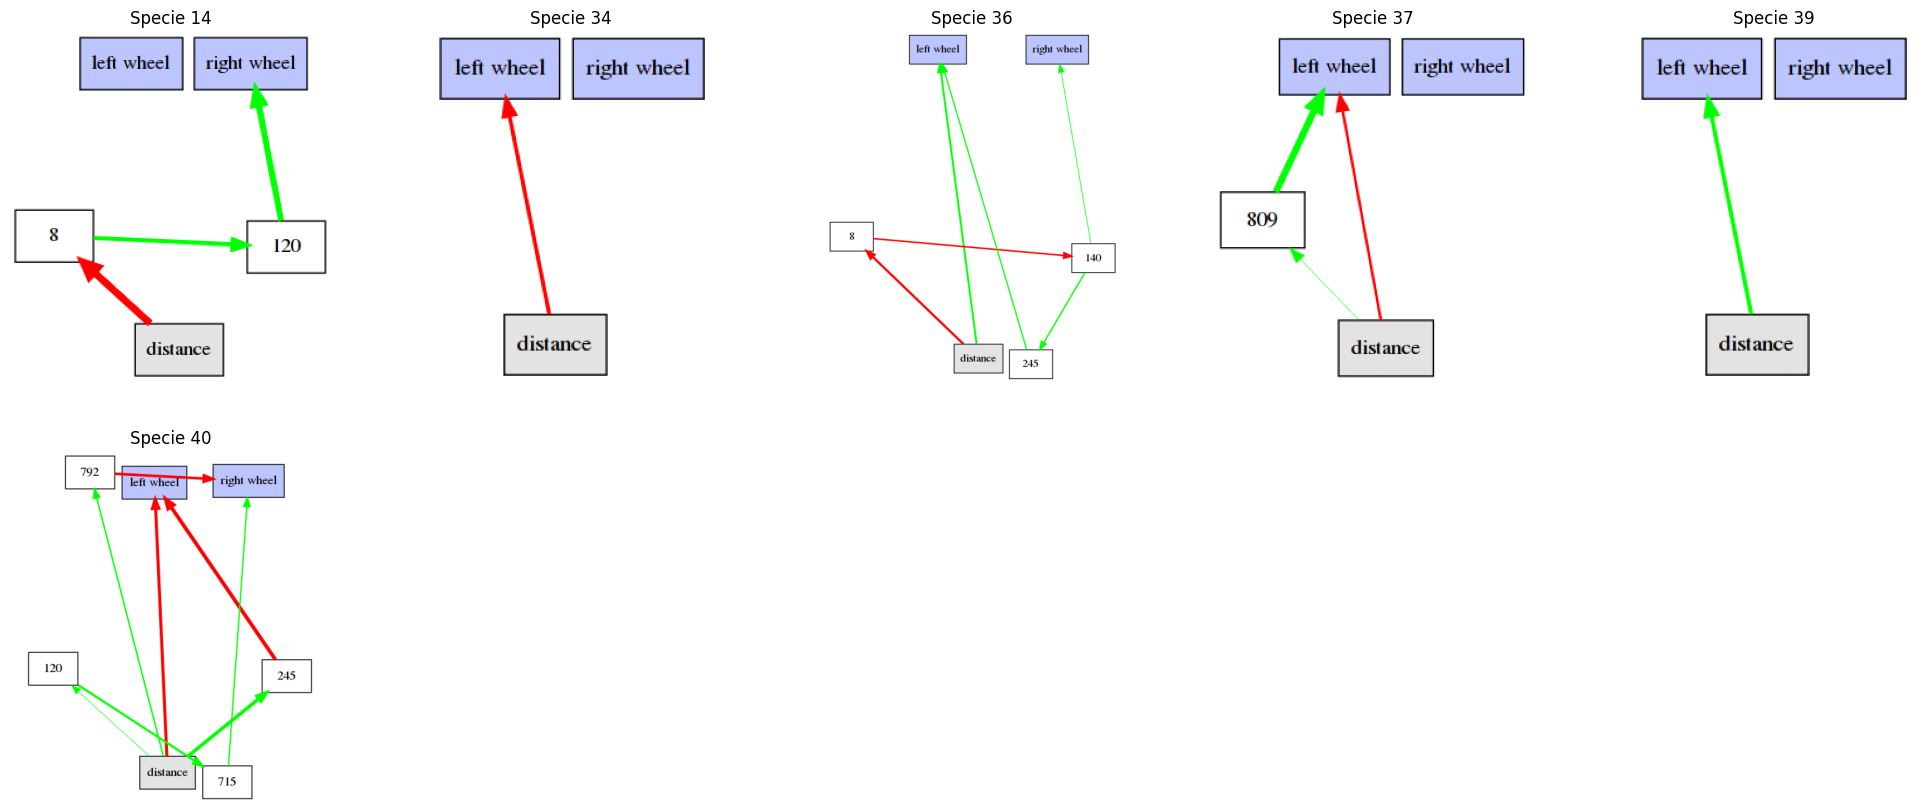 Specie 14
left wheel
right wheel
8
120
distance
Specie 34
left wheel
right wheel
distance
Specie 36
left wheel
right wheel
8
140
distance
245
Specie 37
left wheel
right wheel
809
distance
Specie 39
left wheel
right wheel
distance
Specie 40
792
left wheel
right wheel
120
245
distance
715